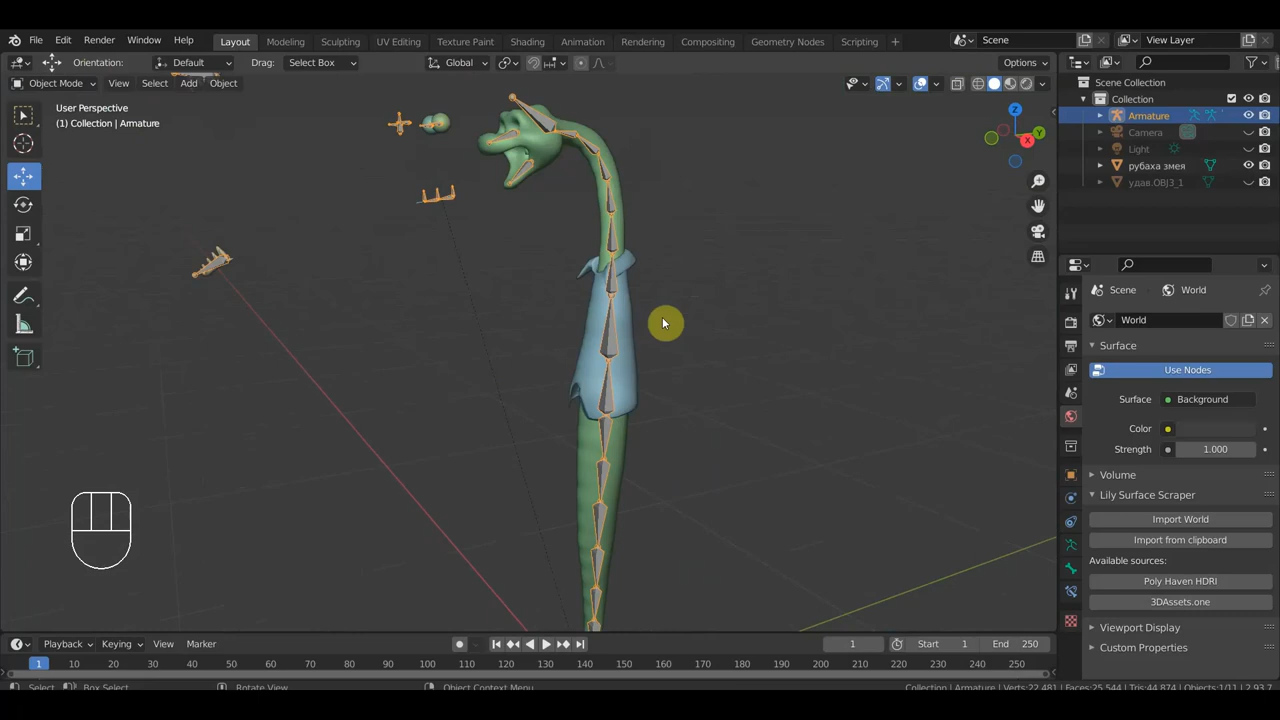 File Edit Render Window Help Layout Modeling Sculpting UV Editing Texture Paint Shading Animation Rendering Compositing Geometry Nodes Scripting + Scene View Layer
Orientation: Default Drag: Select Box Global Options
Object Mode View Select Add Object
User Perspective
(1) Collection | Armature
Z
Y
X
Scene Collection
Collection
Armature
Camera
Light
рубаха змея
удав.OBJ3_1
Scene World
World
Surface
Use Nodes
Surface Background
Color
Strength 1.000
Volume
Lily Surface Scraper
Import World
Import from clipboard
Available sources:
Poly Haven HDRI
3DAssets.one
Viewport Display
Custom Properties
Playback Keying View Marker 1 Start 1 End 250
1 10 20 30 40 50 60 70 80 90 100 110 120 130 140 150 160 170 180 190 200 210 220 230 240 250
Select Box Select Rotate View Object Context Menu Collection | Armature | Verts:22,481 | Faces:25,544 | Tris:44,874 | Objects:1/11 | 2.93.7